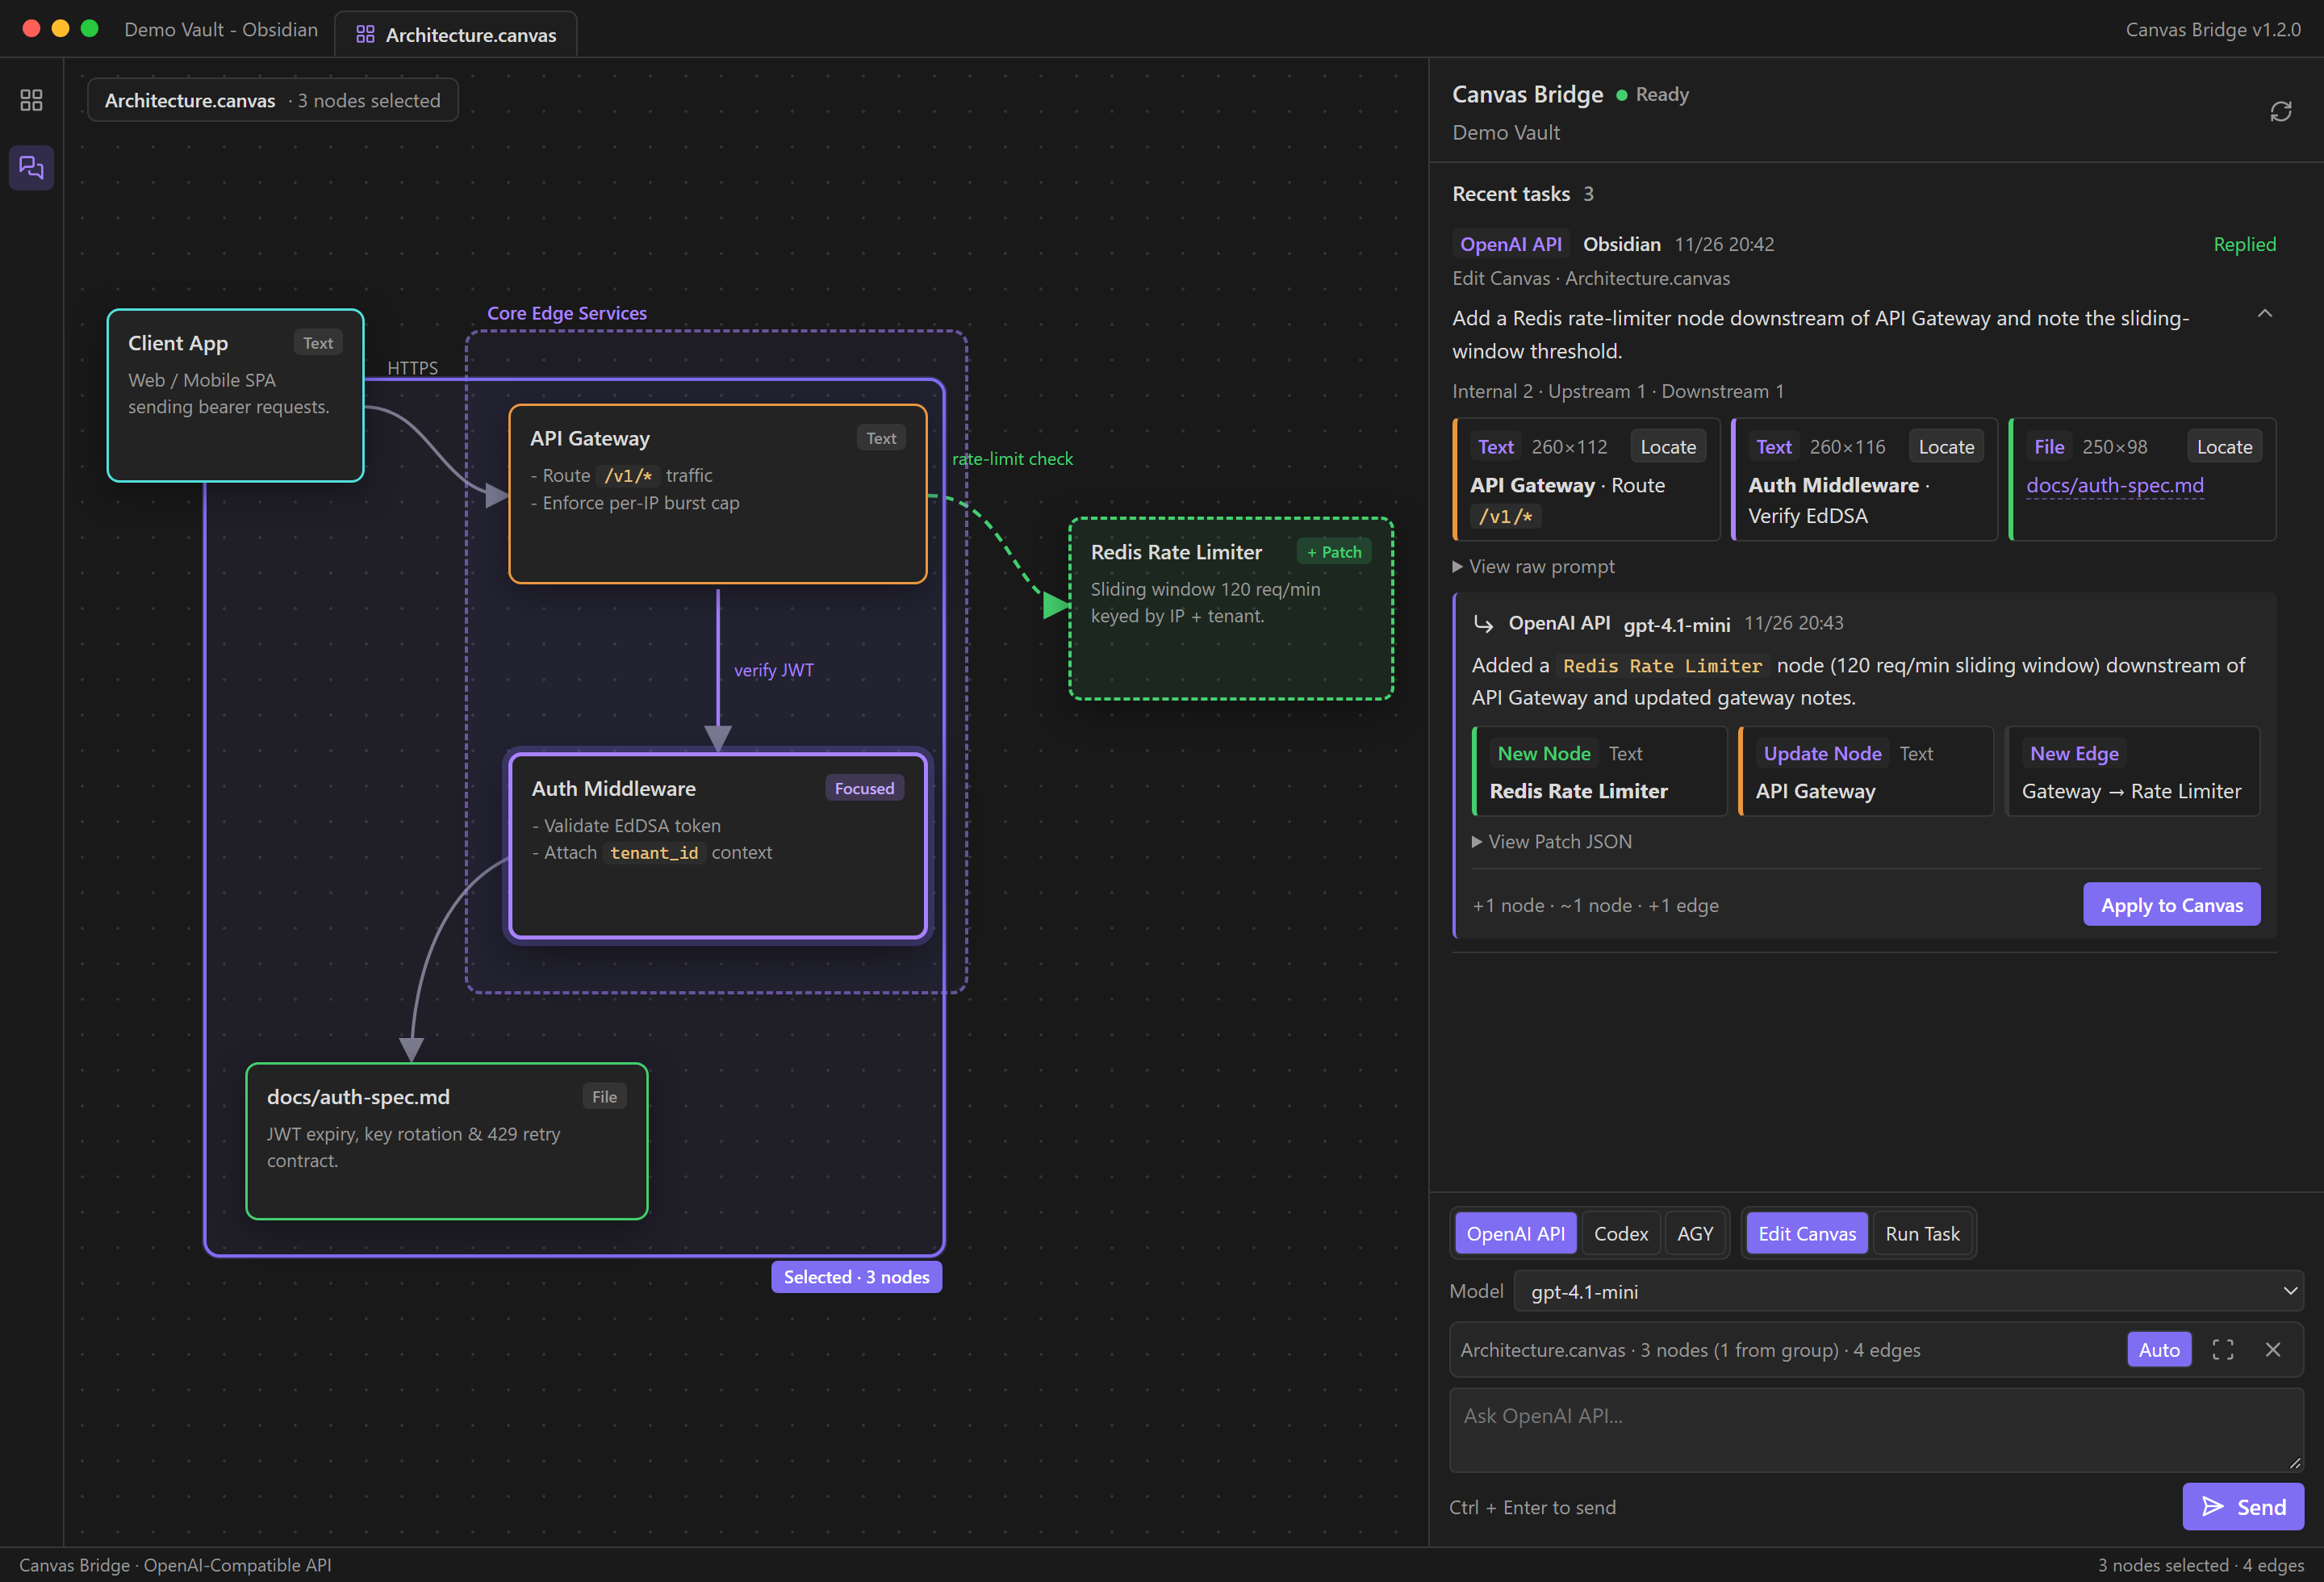 Demo Vault - Obsidian
Architecture.canvas
Canvas Bridge v1.2.0
Architecture.canvas · 3 nodes selected
Client App
Text
Web / Mobile SPA
sending bearer requests.
HTTPS
Core Edge Services
API Gateway
Text
- Route /v1/* traffic
- Enforce per-IP burst cap
rate-limit check
Redis Rate Limiter
+ Patch
Sliding window 120 req/min
keyed by IP + tenant.
verify JWT
Auth Middleware
Focused
- Validate EdDSA token
- Attach tenant_id context
docs/auth-spec.md
File
JWT expiry, key rotation & 429 retry
contract.
Selected · 3 nodes
Canvas Bridge
Ready
Demo Vault
Recent tasks 3
OpenAI API Obsidian 11/26 20:42
Replied
Edit Canvas · Architecture.canvas
Add a Redis rate-limiter node downstream of API Gateway and note the sliding-
window threshold.
Internal 2 · Upstream 1 · Downstream 1
Text 260×112 Locate
API Gateway · Route
/v1/*
Text 260×116 Locate
Auth Middleware ·
Verify EdDSA
File 250×98 Locate
docs/auth-spec.md
View raw prompt
OpenAI API gpt-4.1-mini 11/26 20:43
Added a Redis Rate Limiter node (120 req/min sliding window) downstream of
API Gateway and updated gateway notes.
New Node Text
Redis Rate Limiter
Update Node Text
API Gateway
New Edge
Gateway → Rate Limiter
View Patch JSON
+1 node · ~1 node · +1 edge
Apply to Canvas
OpenAI API Codex AGY
Edit Canvas Run Task
Model gpt-4.1-mini
Architecture.canvas · 3 nodes (1 from group) · 4 edges
Auto
Ask OpenAI API...
Ctrl + Enter to send
Send
Canvas Bridge · OpenAI-Compatible API
3 nodes selected · 4 edges